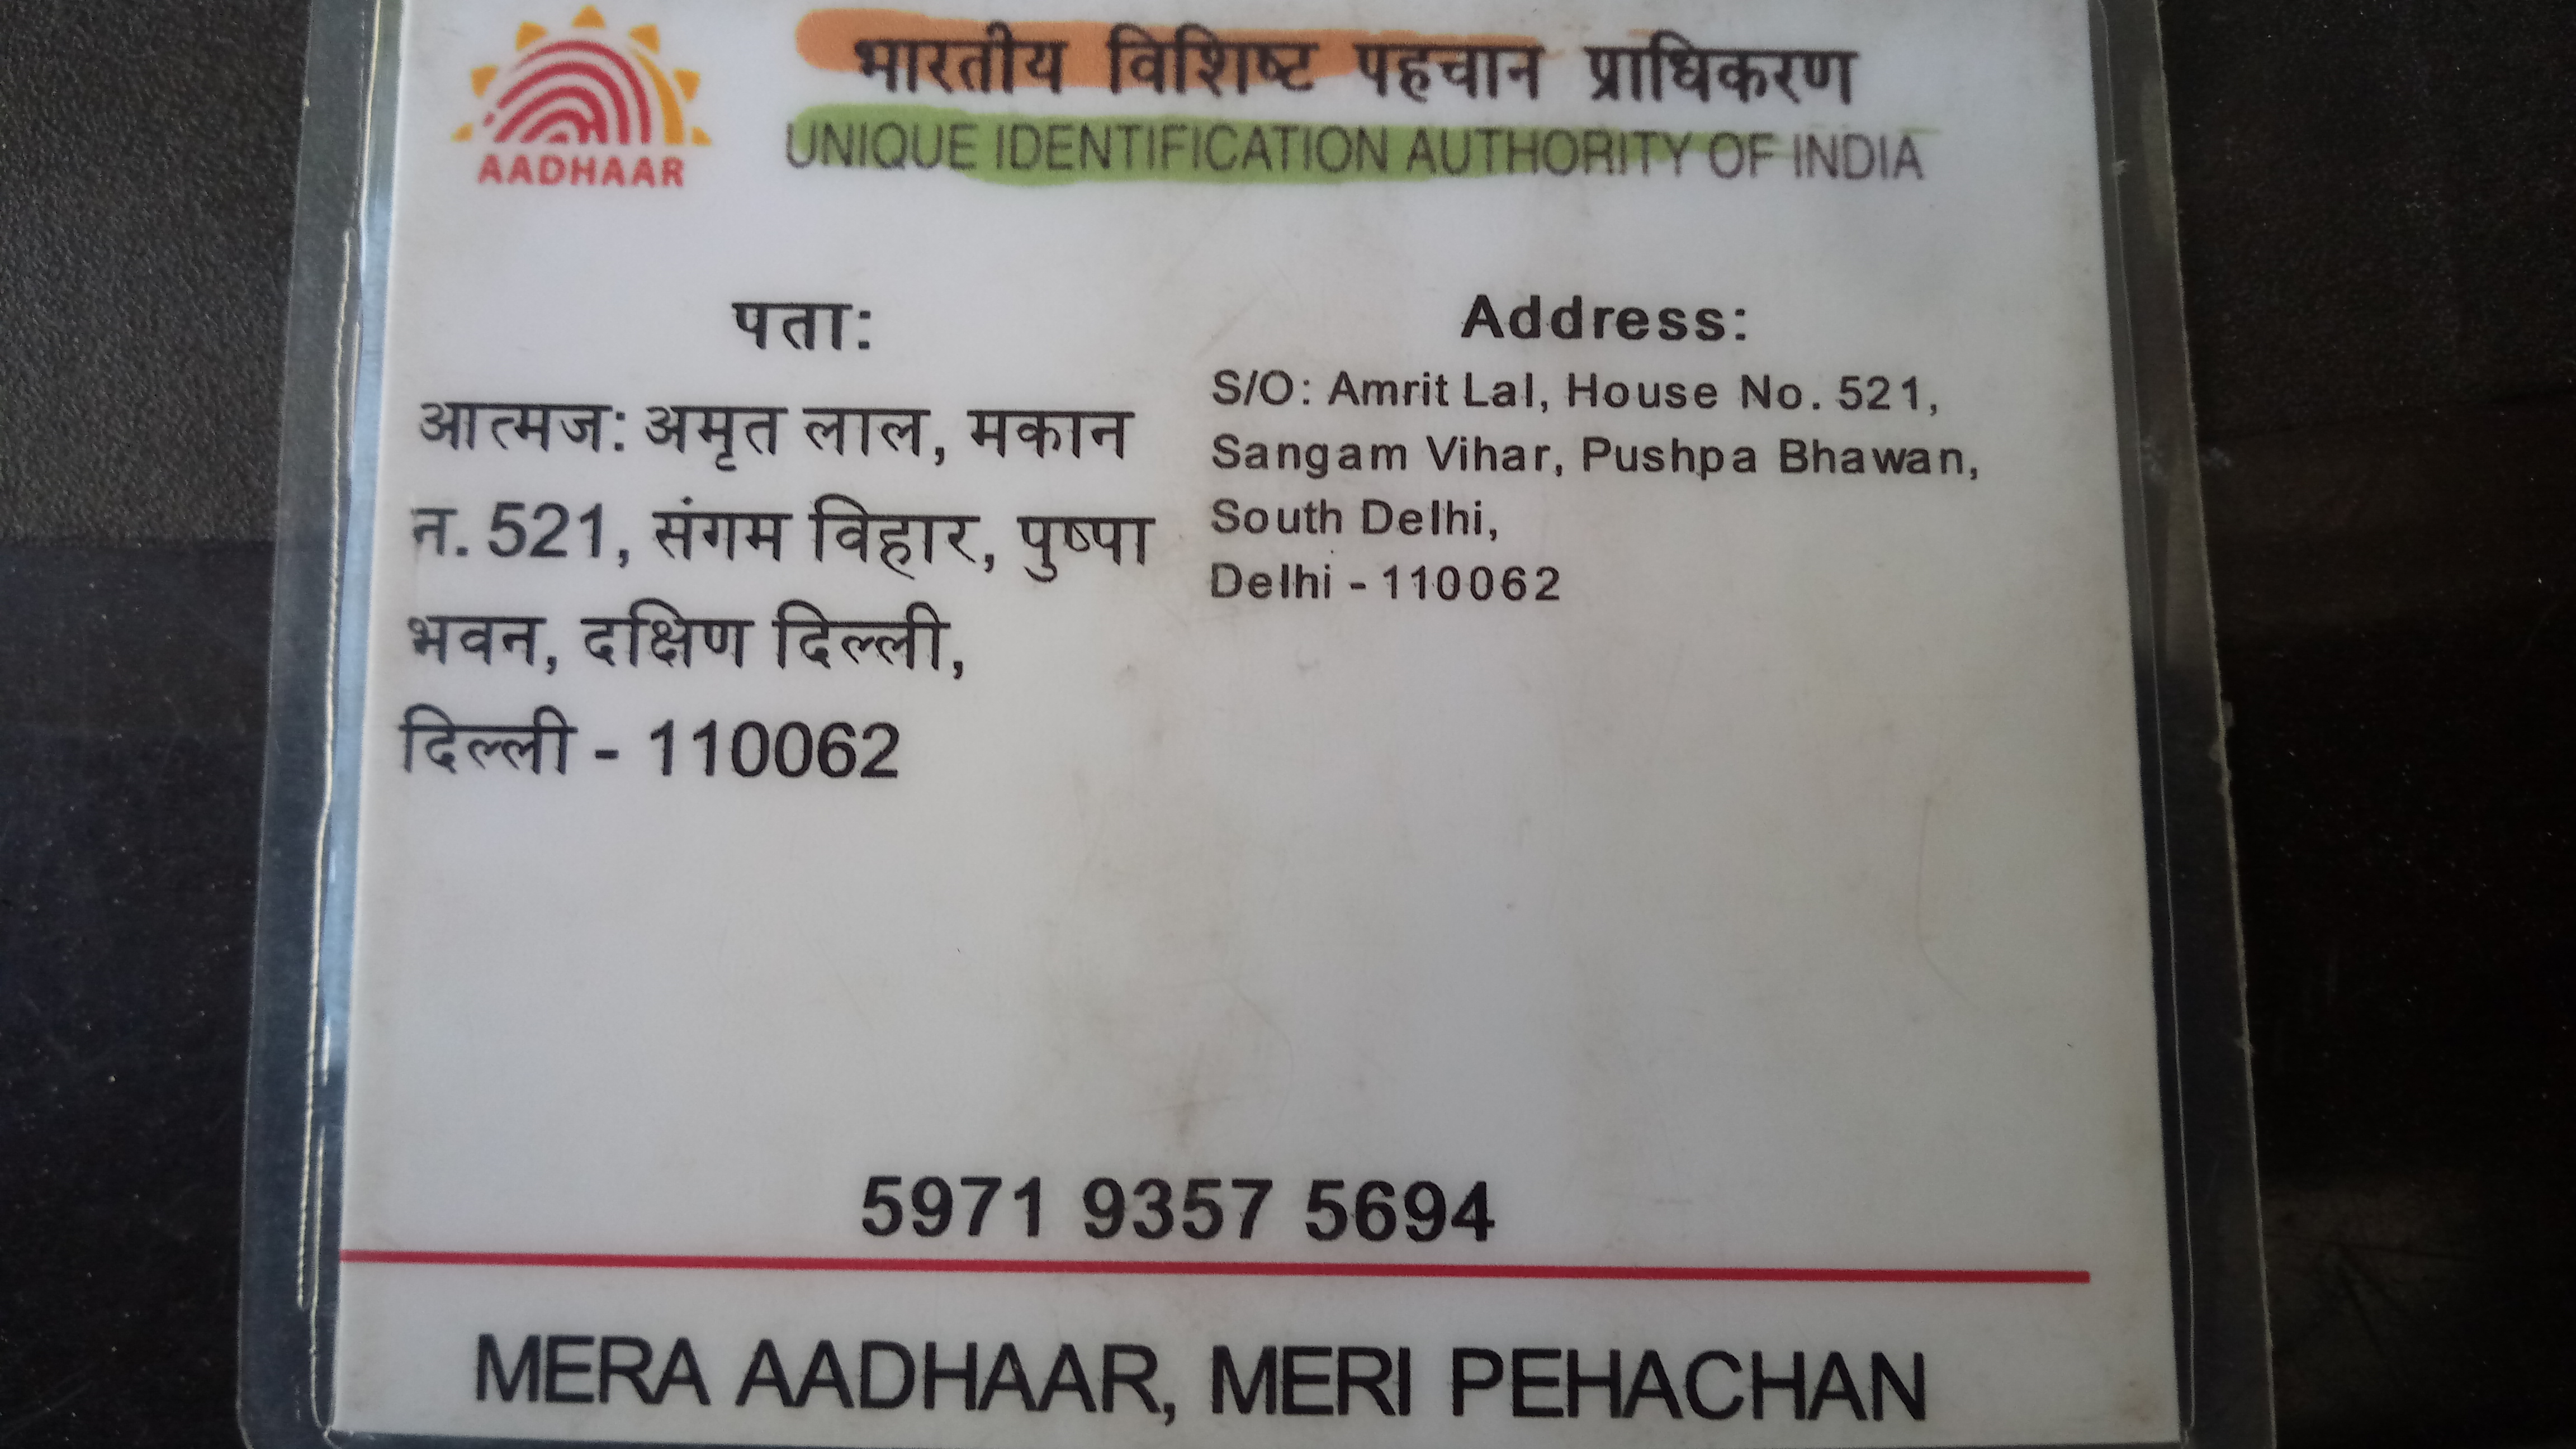 भारतीय विशिष्ट पहचान प्राधिकरण
UNIQUE IDENTIFICATION AUTHORITY OF INDIA
AADHAAR
पता:
आत्मज: अमृत लाल, मकान
न. 521, संगम विहार, पुष्पा
भवन, दक्षिण दिल्ली,
दिल्ली - 110062
Address:
S/O: Amrit Lal, House No. 521,
Sangam Vihar, Pushpa Bhawan,
South Delhi,
Delhi - 110062
5971 9357 5694
MERA AADHAAR, MERI PEHACHAN